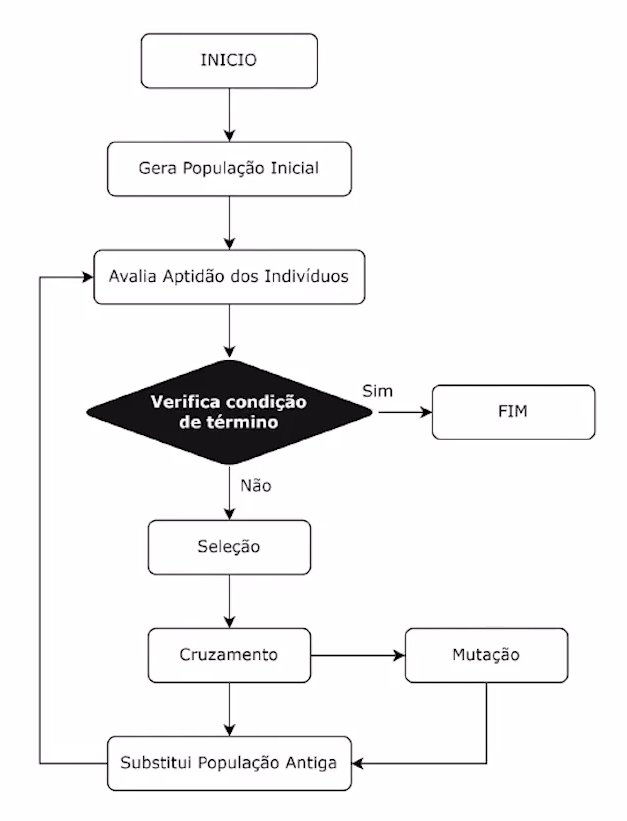 INICIO
Gera População Inicial
Avalia Aptidão dos Indivíduos
Verifica condição
de término
Sim
FIM
Não
Seleção
Cruzamento
Mutação
Substitui População Antiga